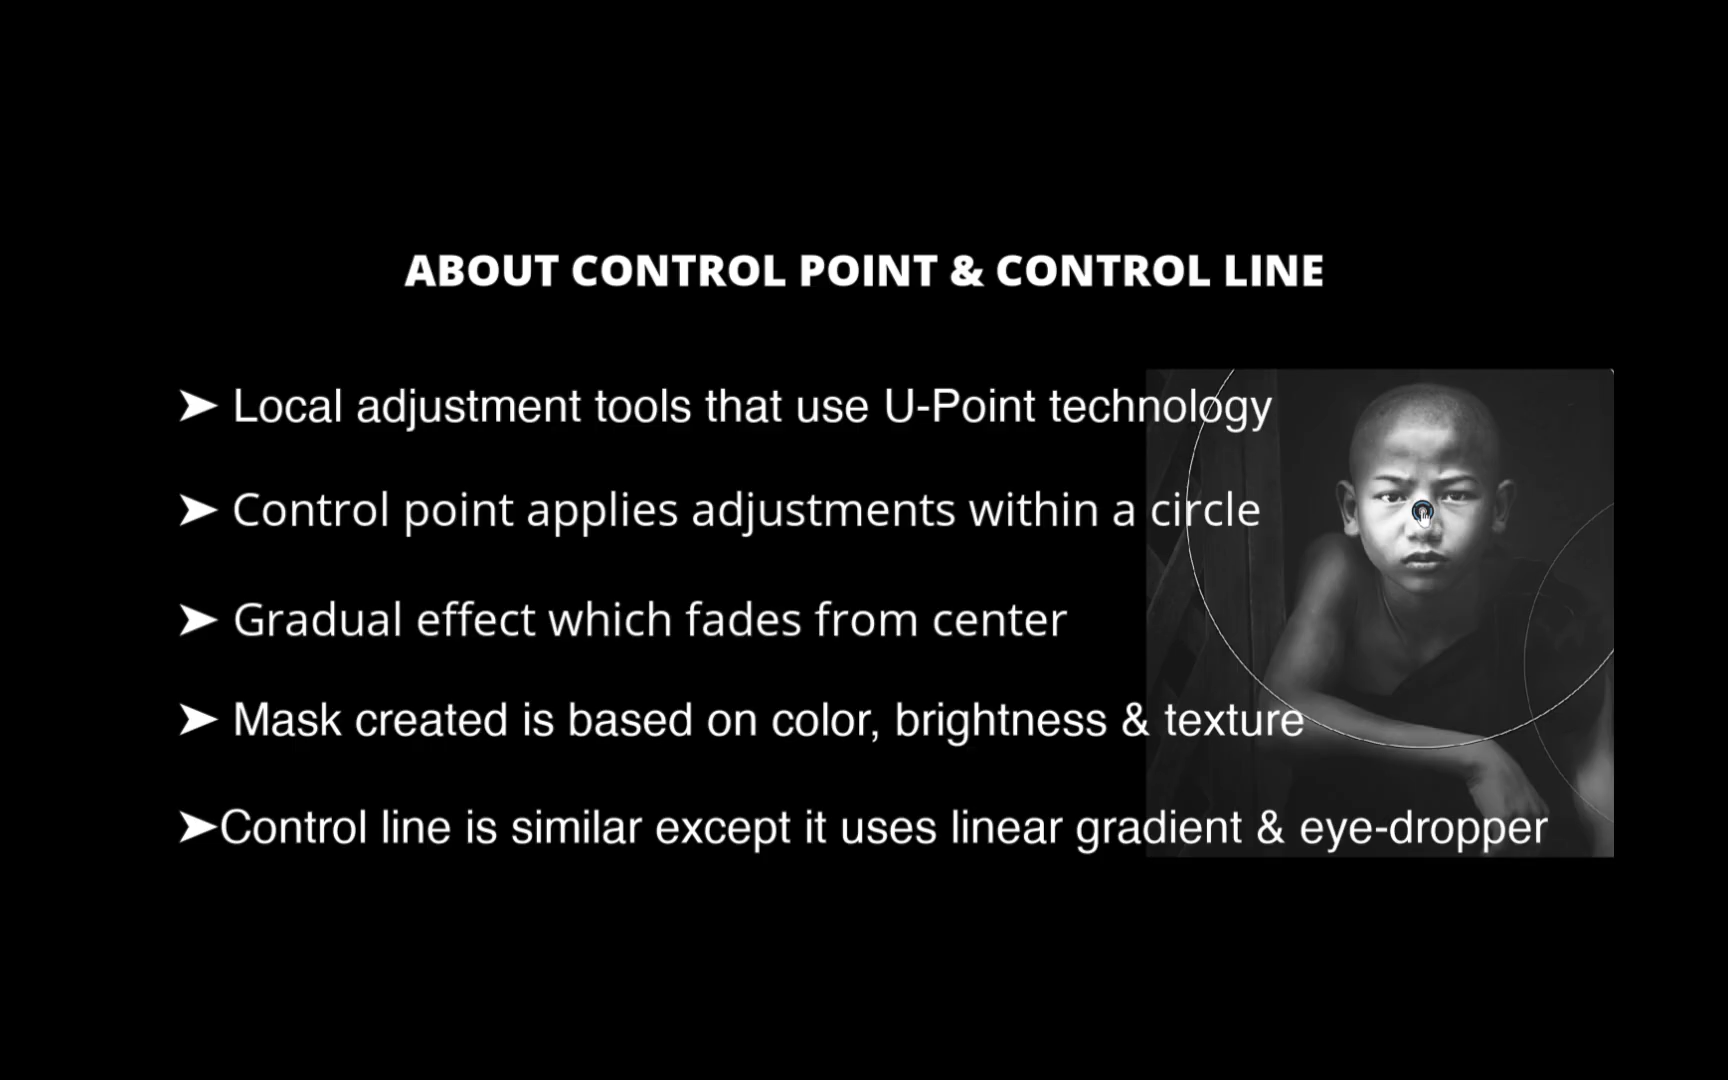 ABOUT CONTROL POINT & CONTROL LINE
➤ Local adjustment tools that use U-Point technology
➤ Control point applies adjustments within a circle
➤ Gradual effect which fades from center
➤ Mask created is based on color, brightness & texture
➤Control line is similar except it uses linear gradient & eye-dropper